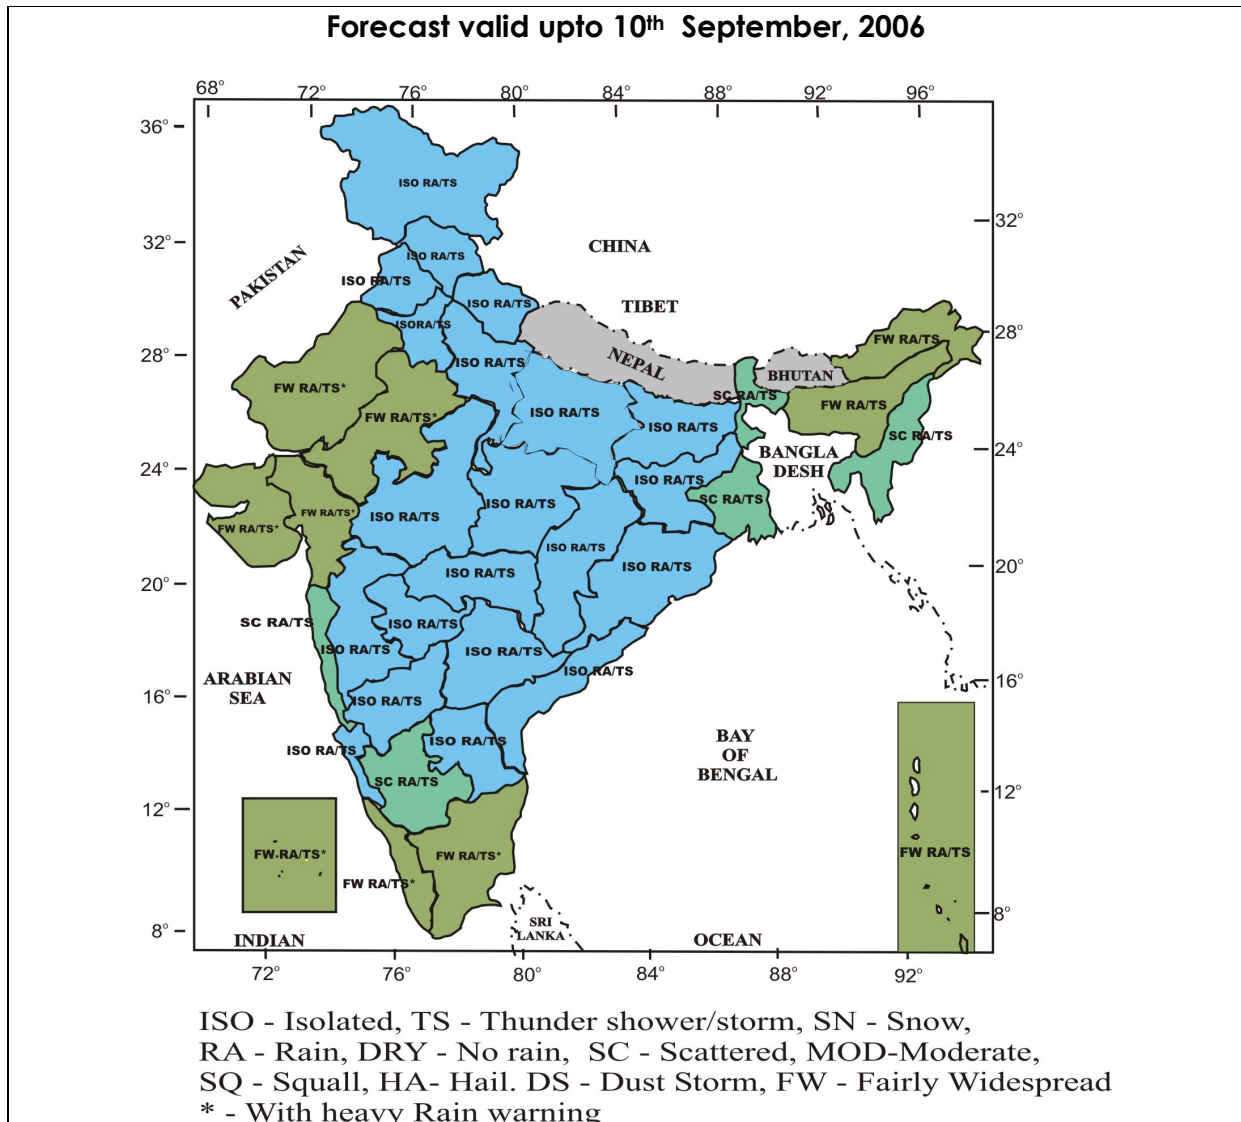 Forecast valid upto 10th September, 2006
68° 72° 76° 80° 84° 88° 92° 96°
36°
ISO RA/TS
32° 32°
CHINA
PAKISTAN
ISO RA/TS
ISO RA/TS
ISO RA/TS
TIBET
ISORA/TS
28° 28°
FW RA/TS
NEPAL
ISO RA/TS
BHUTAN
FW RA/TS*
SC RA/TS
FW RA/TS
FW RA/TS*
ISO RA/TS
ISO RA/TS
SC RA/TS
24° 24°
BANGLA
DESH
ISO RA/TS
SC RA/TS
ISO RA/TS
FW RA/TS*
ISO RA/TS
FW RA/TS*
ISO RA/TS
20° 20°
ISO RA/TS
ISO RA/TS
SC RA/TS
ISO RA/TS
ISO RA/TS
ISO RA/TS
ISO RA/TS
ARABIAN
SEA
16° 16°
ISO RA/TS
BAY
OF
BENGAL
ISO RA/TS
ISO RA/TS
SC RA/TS
12° 12°
FW RA/TS*
FW RA/TS*
FW RA/TS
FW RA/TS*
8° 8°
SRI
LANKA
INDIAN OCEAN
72° 76° 80° 84° 88° 92°
ISO - Isolated, TS - Thunder shower/storm, SN - Snow,
RA - Rain, DRY - No rain, SC - Scattered, MOD-Moderate,
SQ - Squall, HA- Hail. DS - Dust Storm, FW - Fairly Widespread
* - With heavy Rain warning